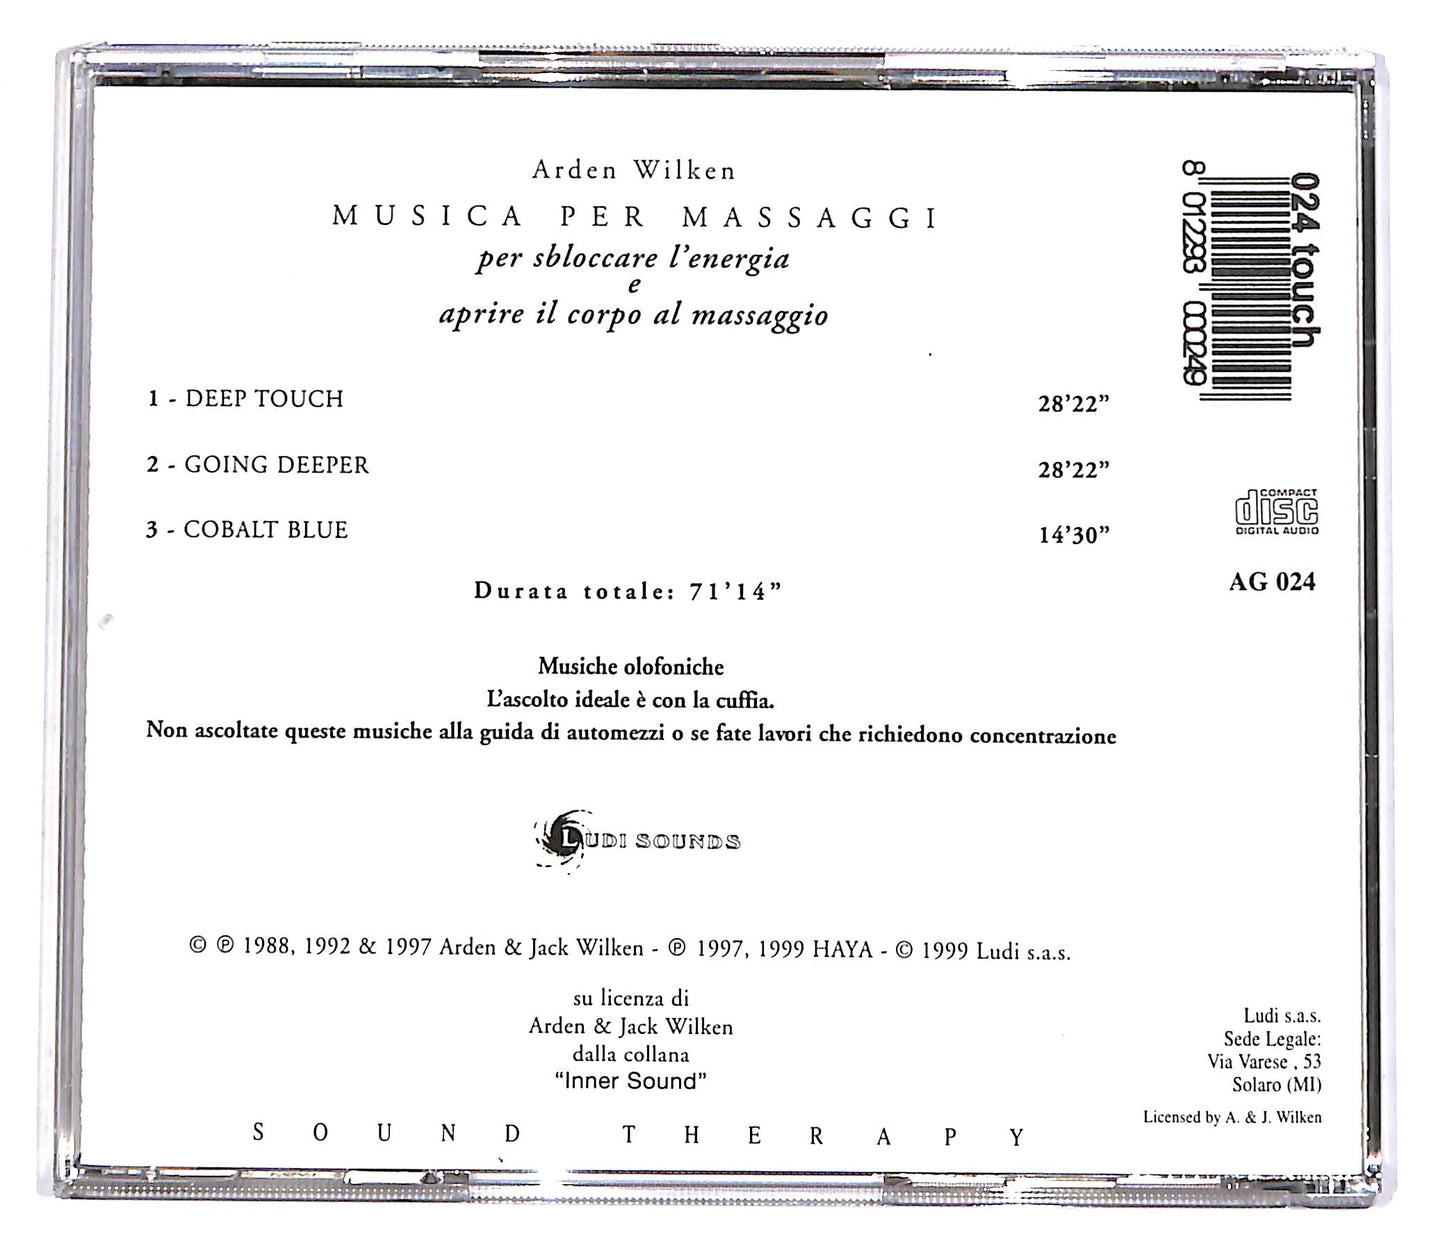 Arden Wilken
MUSICA PER MASSAGGI
per sbloccare l'energia
e
aprire il corpo al massaggio
1 - DEEP TOUCH 28'22"
2 - GOING DEEPER 28'22"
3 - COBALT BLUE 14'30"
Durata totale: 71'14"
Musiche olofoniche
L'ascolto ideale è con la cuffia.
Non ascoltate queste musiche alla guida di automezzi o se fate lavori che richiedono concentrazione
LUDI SOUNDS
© ℗ 1988, 1992 & 1997 Arden & Jack Wilken - ℗ 1997, 1999 HAYA - © 1999 Ludi s.a.s.
su licenza di
Arden & Jack Wilken
dalla collana
"Inner Sound"
SOUND THERAPY
024 touch
8 012293 000249
COMPACT
disc
DIGITAL AUDIO
AG 024
Ludi s.a.s.
Sede Legale:
Via Varese , 53
Solaro (MI)
Licensed by A. & J. Wilken